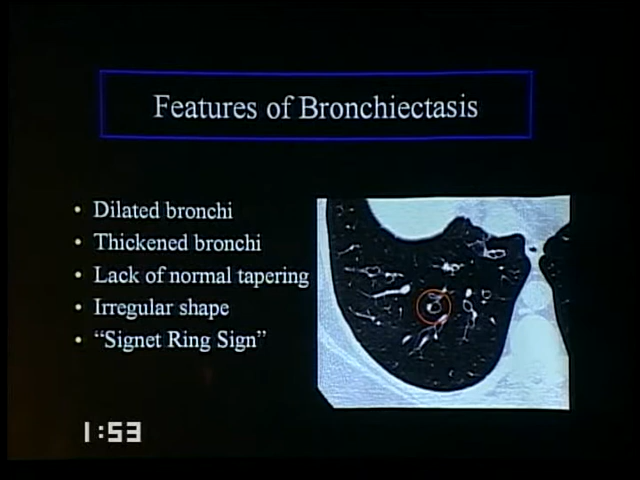 Features of Bronchiectasis
• Dilated bronchi
• Thickened bronchi
• Lack of normal tapering
• Irregular shape
• “Signet Ring Sign”
1:53